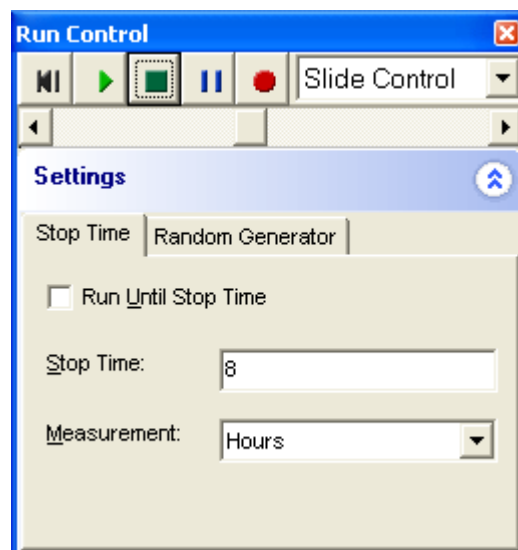 Run Control
Slide Control
Settings
Stop Time Random Generator
Run Until Stop Time
Stop Time: 8
Measurement: Hours